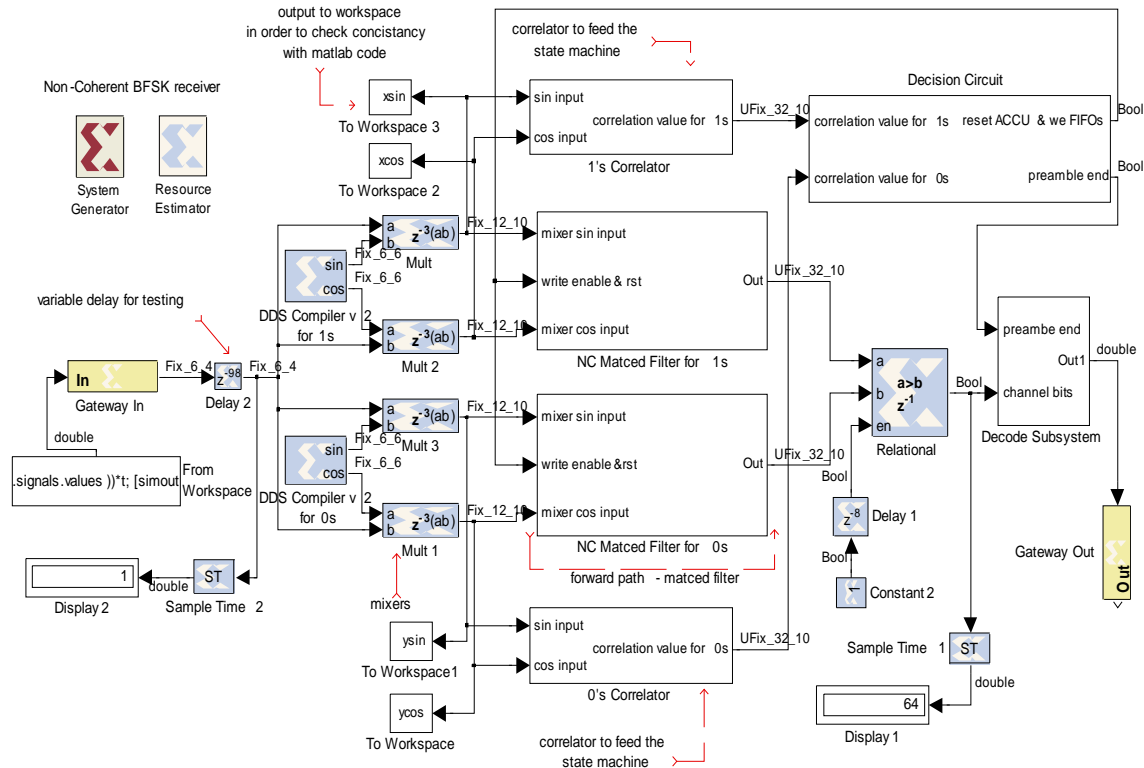 output to workspace
in order to check concistancy
with matlab code
correlator to feed the
state machine
Non-Coherent BFSK receiver
System
Generator
Resource
Estimator
xsin
To Workspace 3
xcos
To Workspace 2
sin input
cos input
correlation value for 1s
1's Correlator
UFix_32_10
Decision Circuit
correlation value for 1s
reset ACCU & we FIFOs
correlation value for 0s
preamble end
Bool
Bool
variable delay for testing
In
Gateway In
Fix_6_4
z-98
Delay 2
Fix_6_4
double
.signals.values ))*t; [simout
From
Workspace
1
Display 2
double
ST
Sample Time 2
sin
cos
DDS Compiler v 2
for 1s
Fix_6_6
Fix_6_6
a
b
z-3(ab)
Mult
Fix_12_10
a
b
z-3(ab)
Mult 2
Fix_12_10
mixer sin input
write enable & rst
mixer cos input
Out
NC Matced Filter for 1s
UFix_32_10
sin
cos
DDS Compiler v 2
for 0s
Fix_6_6
Fix_6_6
a
b
z-3(ab)
Mult 3
Fix_12_10
a
b
z-3(ab)
Mult 1
Fix_12_10
mixer sin input
write enable &rst
mixer cos input
Out
NC Matced Filter for 0s
UFix_32_10
forward path - matced filter
mixers
a
b
en
a>b
z-1
Relational
Bool
Bool
z-8
Delay 1
Bool
1
Constant 2
preambe end
channel bits
Out1
Decode Subsystem
double
Gateway Out
Out
ysin
To Workspace1
ycos
To Workspace
sin input
cos input
correlation value for 0s
0's Correlator
UFix_32_10
correlator to feed the
state machine
Sample Time 1
ST
double
64
Display 1